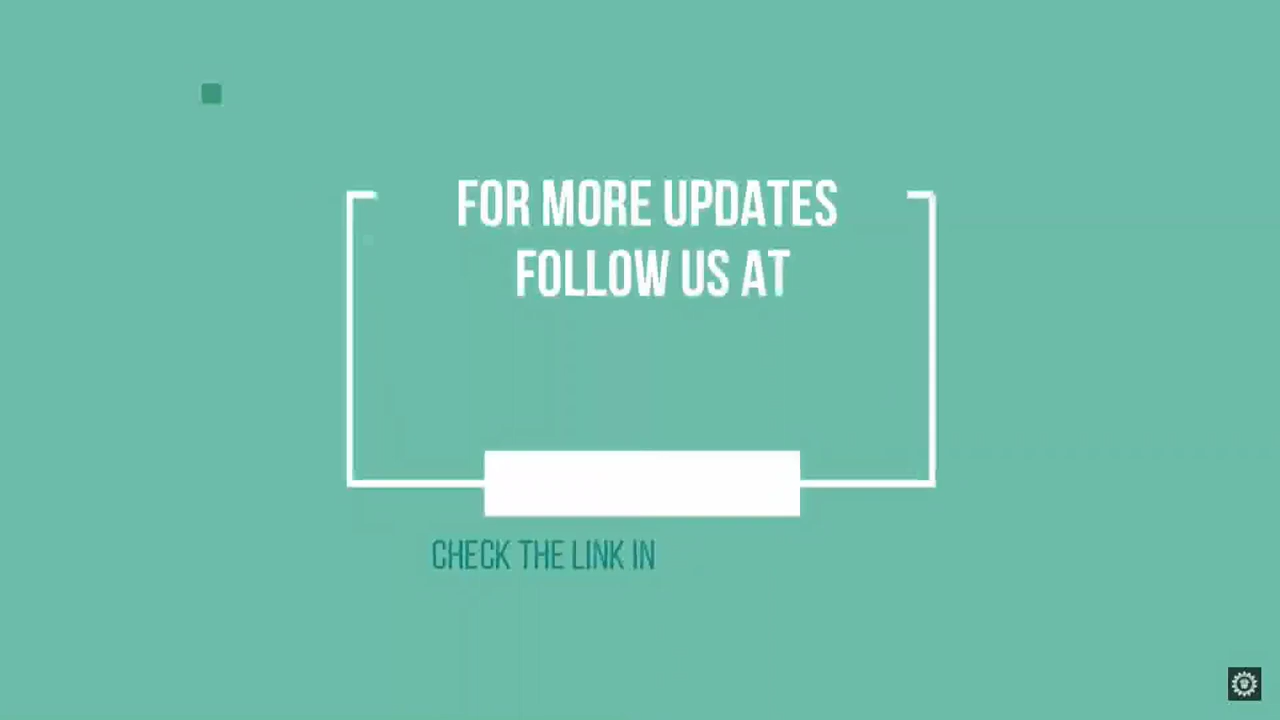 FOR MORE UPDATES
FOLLOW US AT
CHECK THE LINK IN